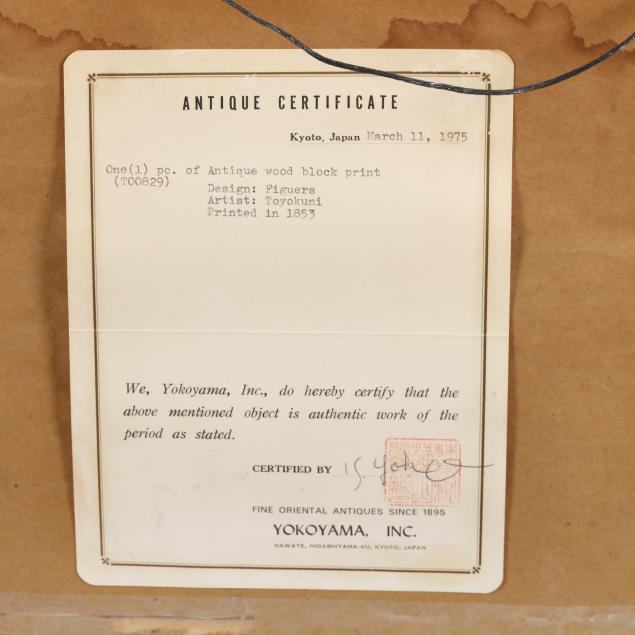 ANTIQUE CERTIFICATE
Kyoto, Japan March 11, 1975
One(1) pc. of Antique wood block print
(T00829)
Design: Figuers
Artist: Toyokuni
Printed in 1853
We, Yokoyama, Inc., do hereby certify that the
above mentioned object is authentic work of the
period as stated.
CERTIFIED BY
FINE ORIENTAL ANTIQUES SINCE 1895
YOKOYAMA, INC.
NAWATE, HIGASHIYAMA-KU, KYOTO, JAPAN